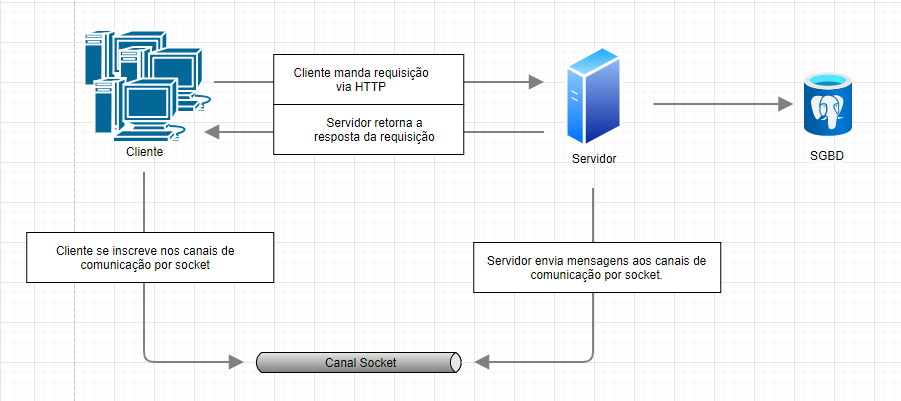 Cliente manda requisição
via HTTP
Servidor retorna a
resposta da requisição
Cliente
Servidor
SGBD
Cliente se inscreve nos canais de
comunicação por socket
Servidor envia mensagens aos canais de
comunicação por socket.
Canal Socket